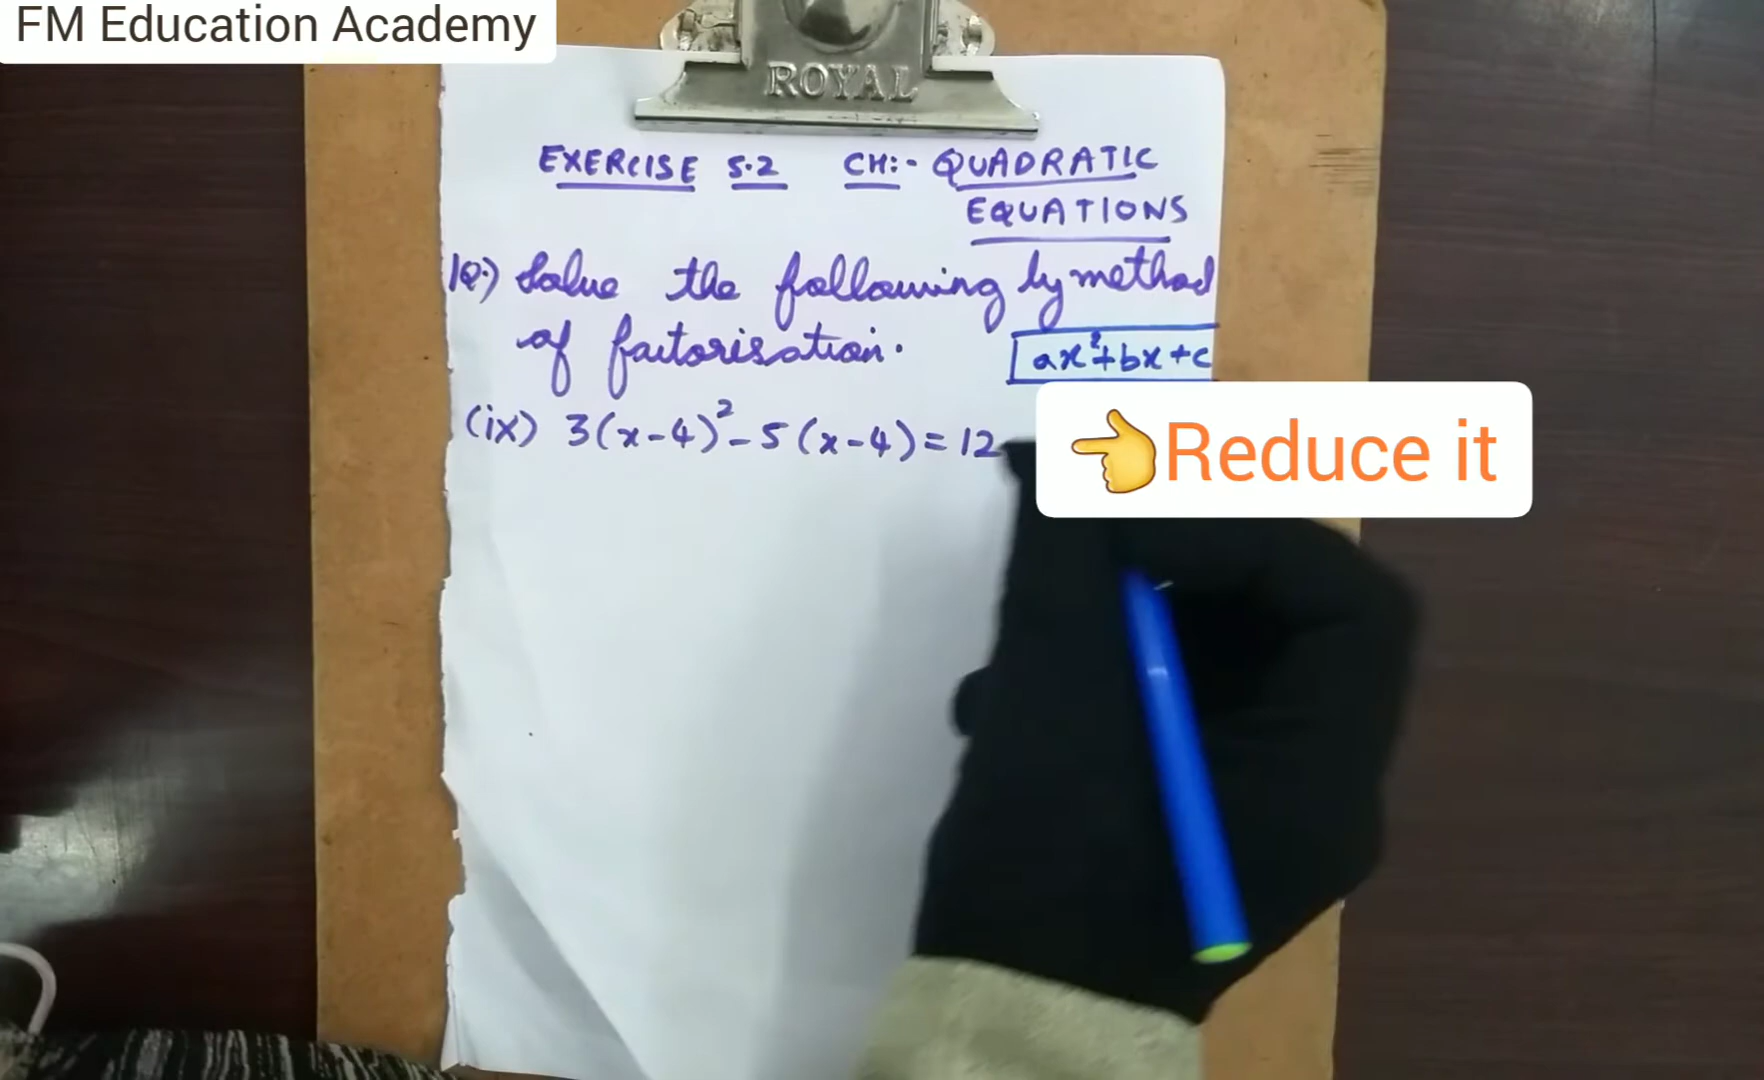 FM Education Academy
ROYAL
EXERCISE 5.2 CH:- QUADRATIC
EQUATIONS
1Q.) Solve the following by method
of factorisation.
ax²+bx+c
(ix) 3(x-4)²-5(x-4)=12
👈Reduce it